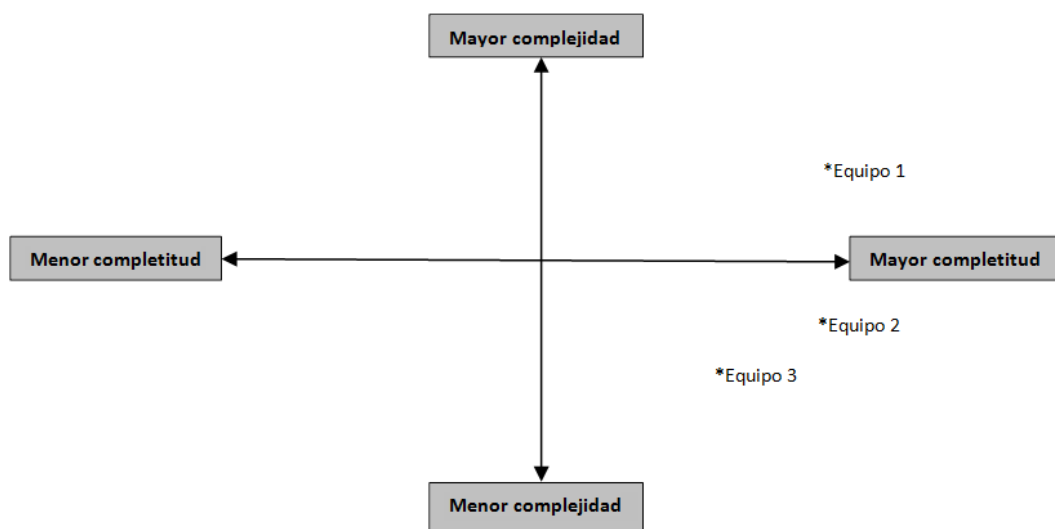 Mayor complejidad
*Equipo 1
Menor completitud
Mayor completitud
*Equipo 2
*Equipo 3
Menor complejidad